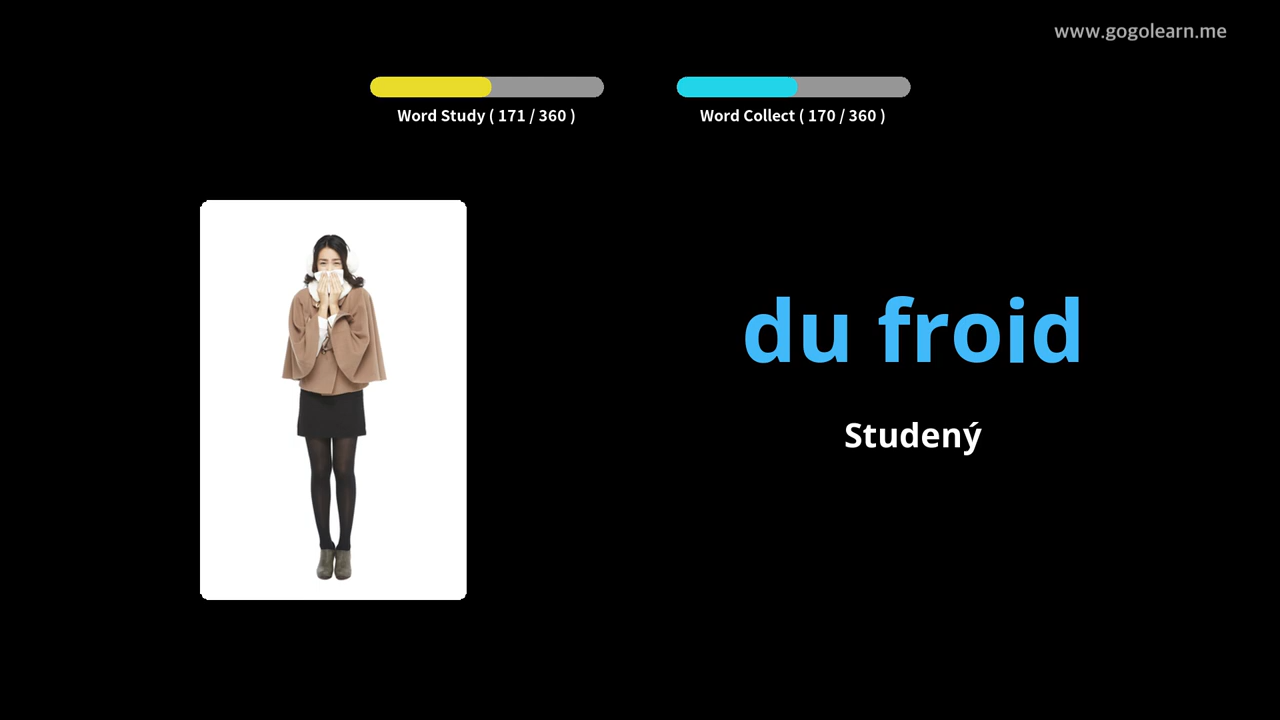 www.gogolearn.me
Word Study ( 171 / 360 )
Word Collect ( 170 / 360 )
du froid
Studený